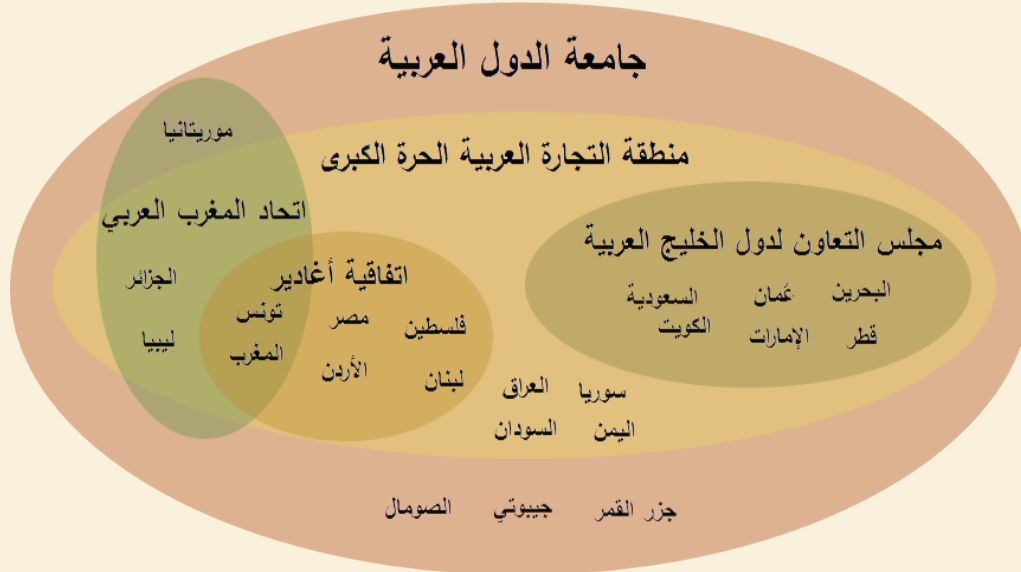 جامعة الدول العربية
موريتانيا
منطقة التجارة العربية الحرة الكبرى
اتحاد المغرب العربي
مجلس التعاون لدول الخليج العربية
اتفاقية أغادير
الجزائر
البحرين
عُمان
السعودية
تونس
مصر
فلسطين
الكويت
الإمارات
قطر
ليبيا
المغرب
الأردن
لبنان
سوريا
العراق
اليمن
السودان
جزر القمر
جيبوتي
الصومال